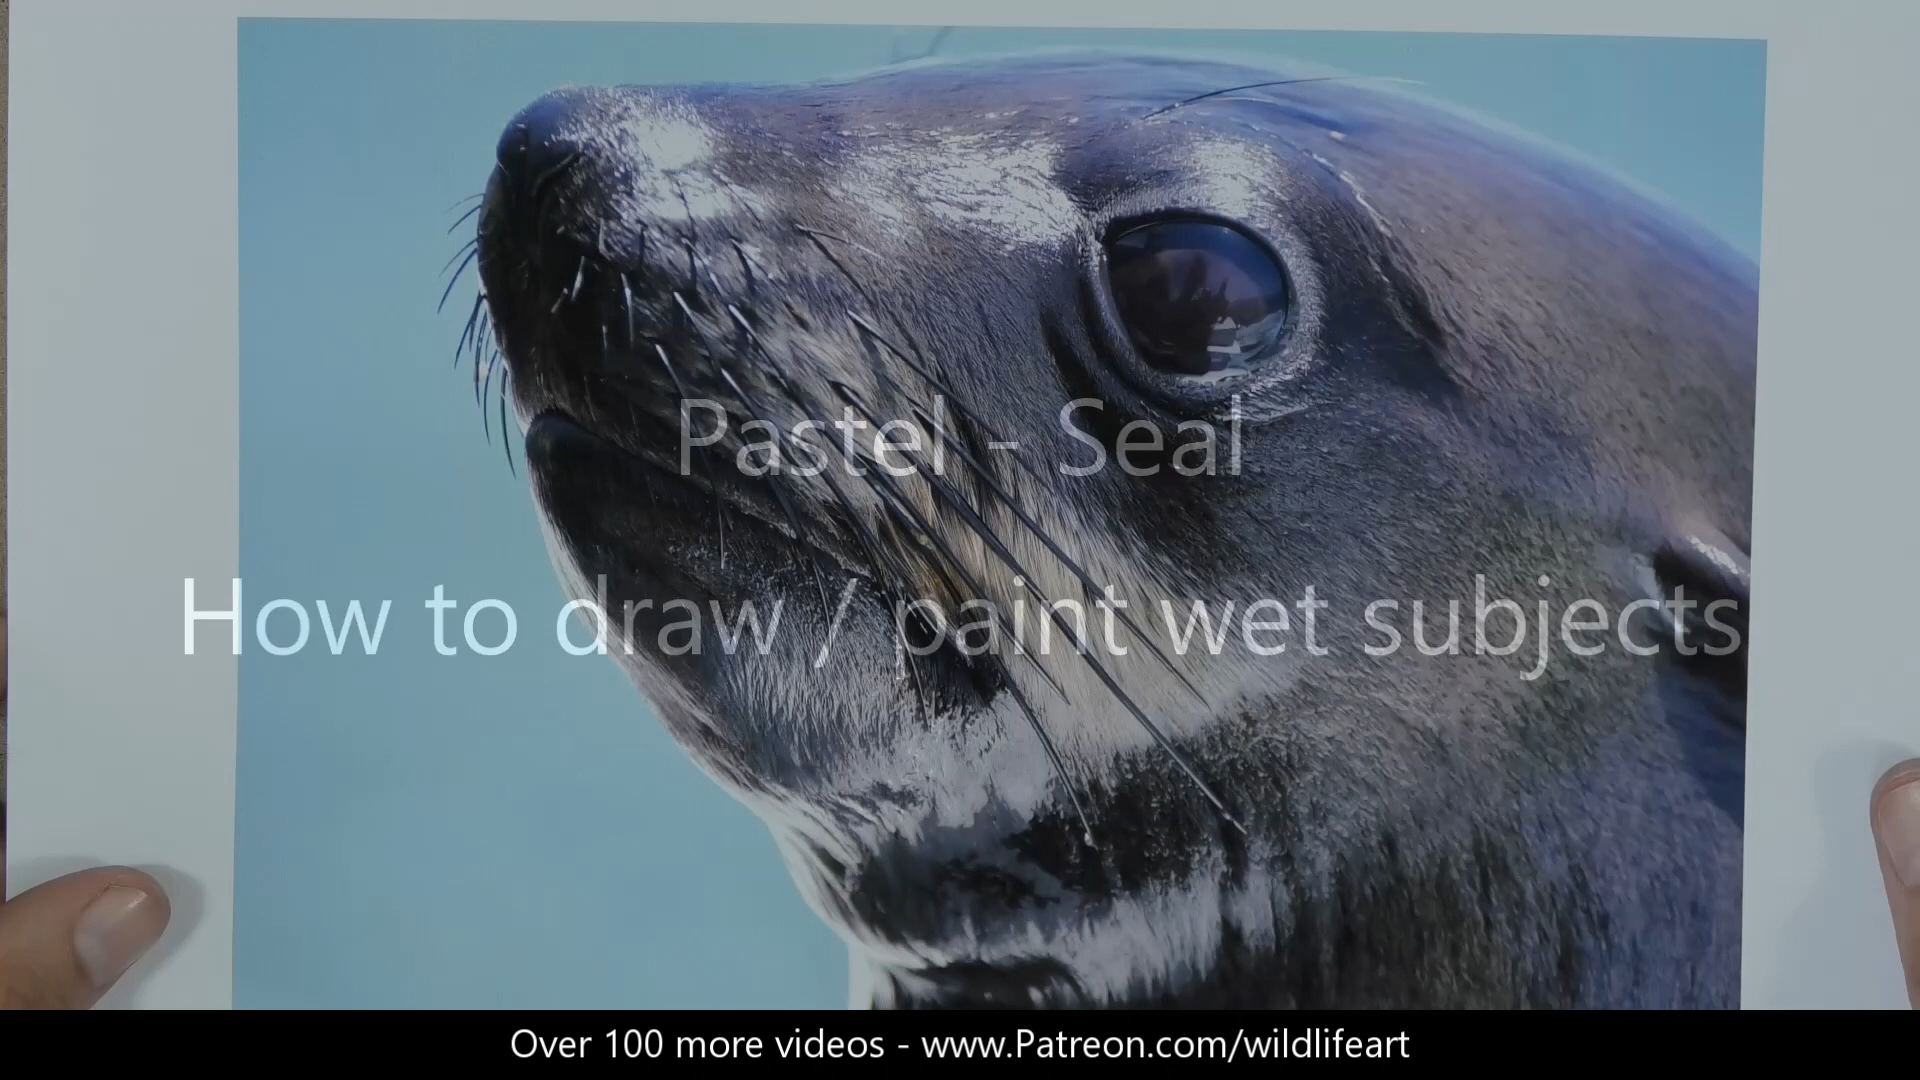 Pastel - Seal
How to draw / paint wet subjects
Over 100 more videos - www.Patreon.com/wildlifeart